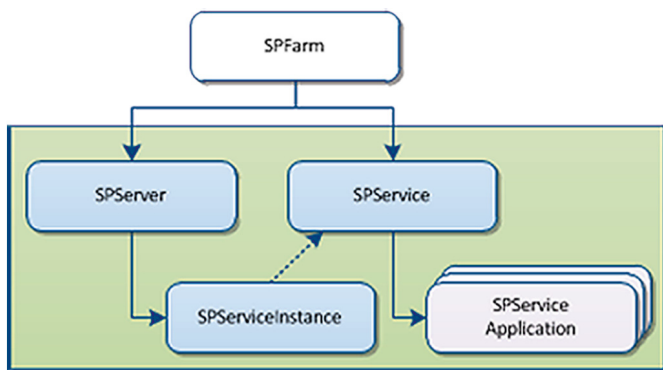 SPFarm
SPServer
SPService
SPServiceInstance
SPService
Application